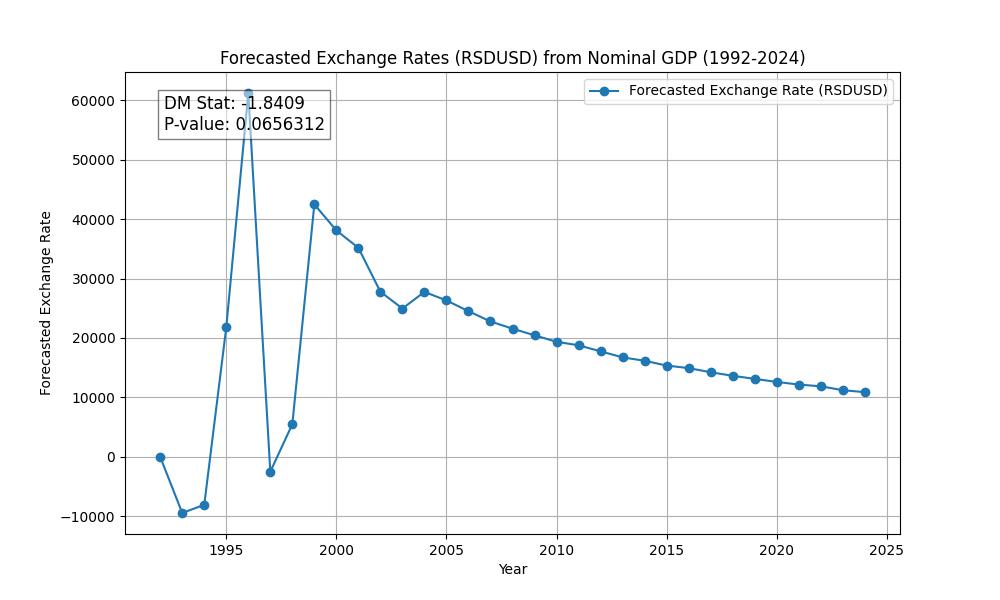 Forecasted Exchange Rates (RSDUSD) from Nominal GDP (1992-2024)
DM Stat: -1.8409
P-value: 0.0656312
Forecasted Exchange Rate (RSDUSD)
Forecasted Exchange Rate
60000
50000
40000
30000
20000
10000
0
−10000
1995
2000
2005
2010
2015
2020
2025
Year